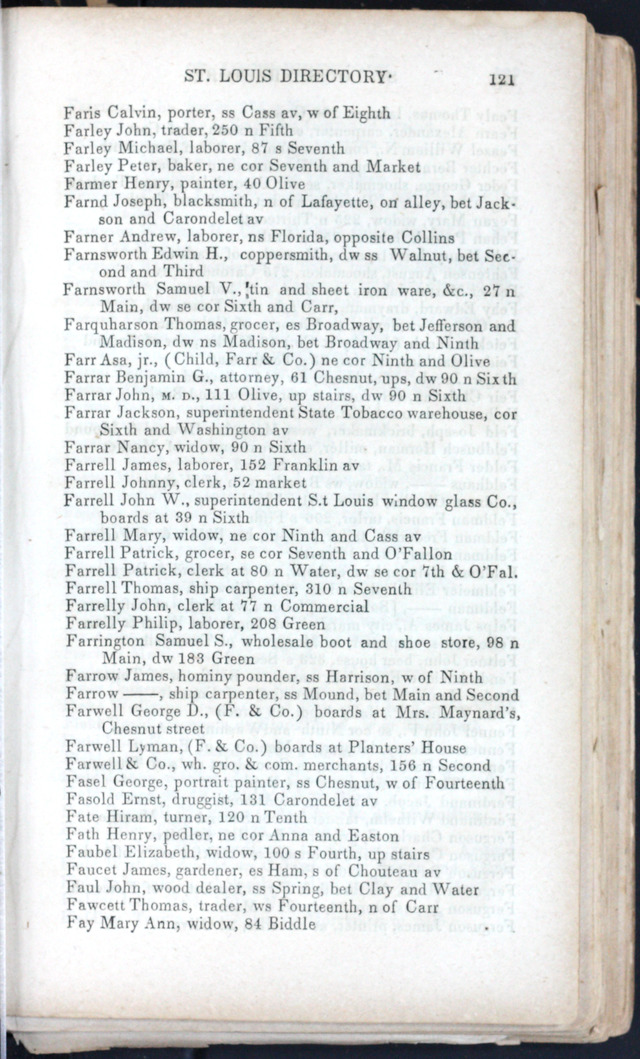 ST. LOUIS DIRECTORY. 121
Faris Calvin, porter, ss Cass av, w of Eighth
Farley John, trader, 250 n Fifth
Farley Michael, laborer, 87 s Seventh
Farley Peter, baker, ne cor Seventh and Market
Farmer Henry, painter, 40 Olive
Farnd Joseph, blacksmith, n of Lafayette, on alley, bet Jack-
son and Carondelet av
Farner Andrew, laborer, ns Florida, opposite Collins
Farnsworth Edwin H., coppersmith, dw ss Walnut, bet Sec-
ond and Third
Farnsworth Samuel V., tin and sheet iron ware, &c., 27 n
Main, dw se cor Sixth and Carr,
Farquharson Thomas, grocer, es Broadway, bet Jefferson and
Madison, dw ns Madison, bet Broadway and Ninth
Farr Asa, jr., (Child, Farr & Co.) ne cor Ninth and Olive
Farrar Benjamin G., attorney, 61 Chesnut, ups, dw 90 n Sixth
Farrar John, M. D., 111 Olive, up stairs, dw 90 n Sixth
Farrar Jackson, superintendent State Tobacco warehouse, cor
Sixth and Washington av
Farrar Nancy, widow, 90 n Sixth
Farrell James, laborer, 152 Franklin av
Farrell Johnny, clerk, 52 market
Farrell John W., superintendent S.t Louis window glass Co.,
boards at 39 n Sixth
Farrell Mary, widow, ne cor Ninth and Cass av
Farrell Patrick, grocer, se cor Seventh and O'Fallon
Farrell Patrick, clerk at 80 n Water, dw se cor 7th & O'Fal.
Farrell Thomas, ship carpenter, 310 n Seventh
Farrelly John, clerk at 77 n Commercial
Farrelly Philip, laborer, 208 Green
Farrington Samuel S., wholesale boot and shoe store, 98 n
Main, dw 183 Green
Farrow James, hominy pounder, ss Harrison, w of Ninth
Farrow ——, ship carpenter, ss Mound, bet Main and Second
Farwell George D., (F. & Co.) boards at Mrs. Maynard's,
Chesnut street
Farwell Lyman, (F. & Co.) boards at Planters' House
Farwell & Co., wh. gro. & com. merchants, 156 n Second
Fasel George, portrait painter, ss Chesnut, w of Fourteenth
Fasold Ernst, druggist, 131 Carondelet av
Fate Hiram, turner, 120 n Tenth
Fath Henry, pedler, ne cor Anna and Easton
Faubel Elizabeth, widow, 100 s Fourth, up stairs
Faucet James, gardener, es Ham, s of Chouteau av
Faul John, wood dealer, ss Spring, bet Clay and Water
Fawcett Thomas, trader, ws Fourteenth, n of Carr
Fay Mary Ann, widow, 84 Biddle